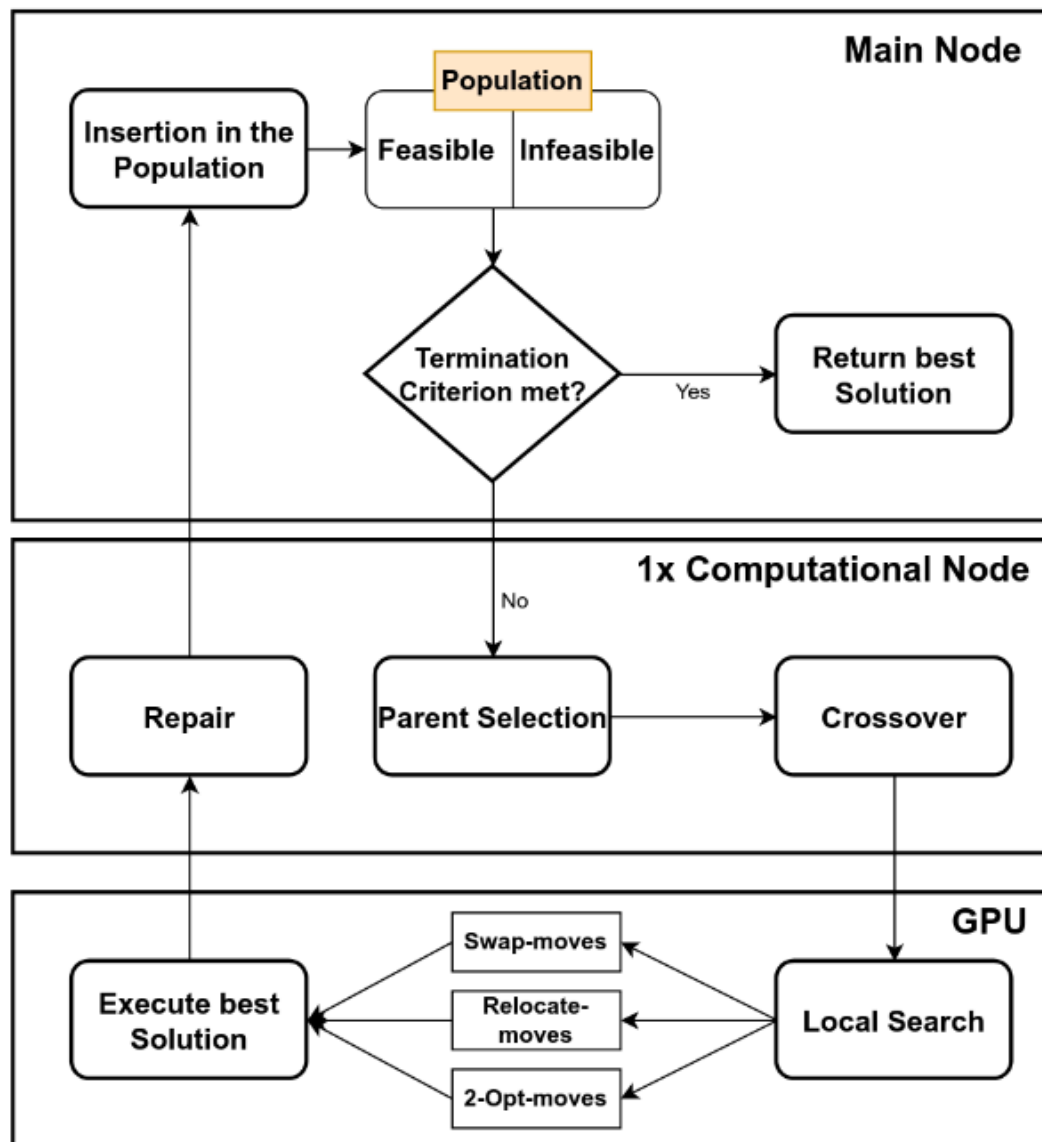 Main Node
Population
Insertion in the
Population
Feasible
Infeasible
Termination
Criterion met?
Yes
Return best
Solution
1x Computational Node
No
Repair
Parent Selection
Crossover
GPU
Swap-moves
Execute best
Solution
Relocate-
moves
Local Search
2-Opt-moves